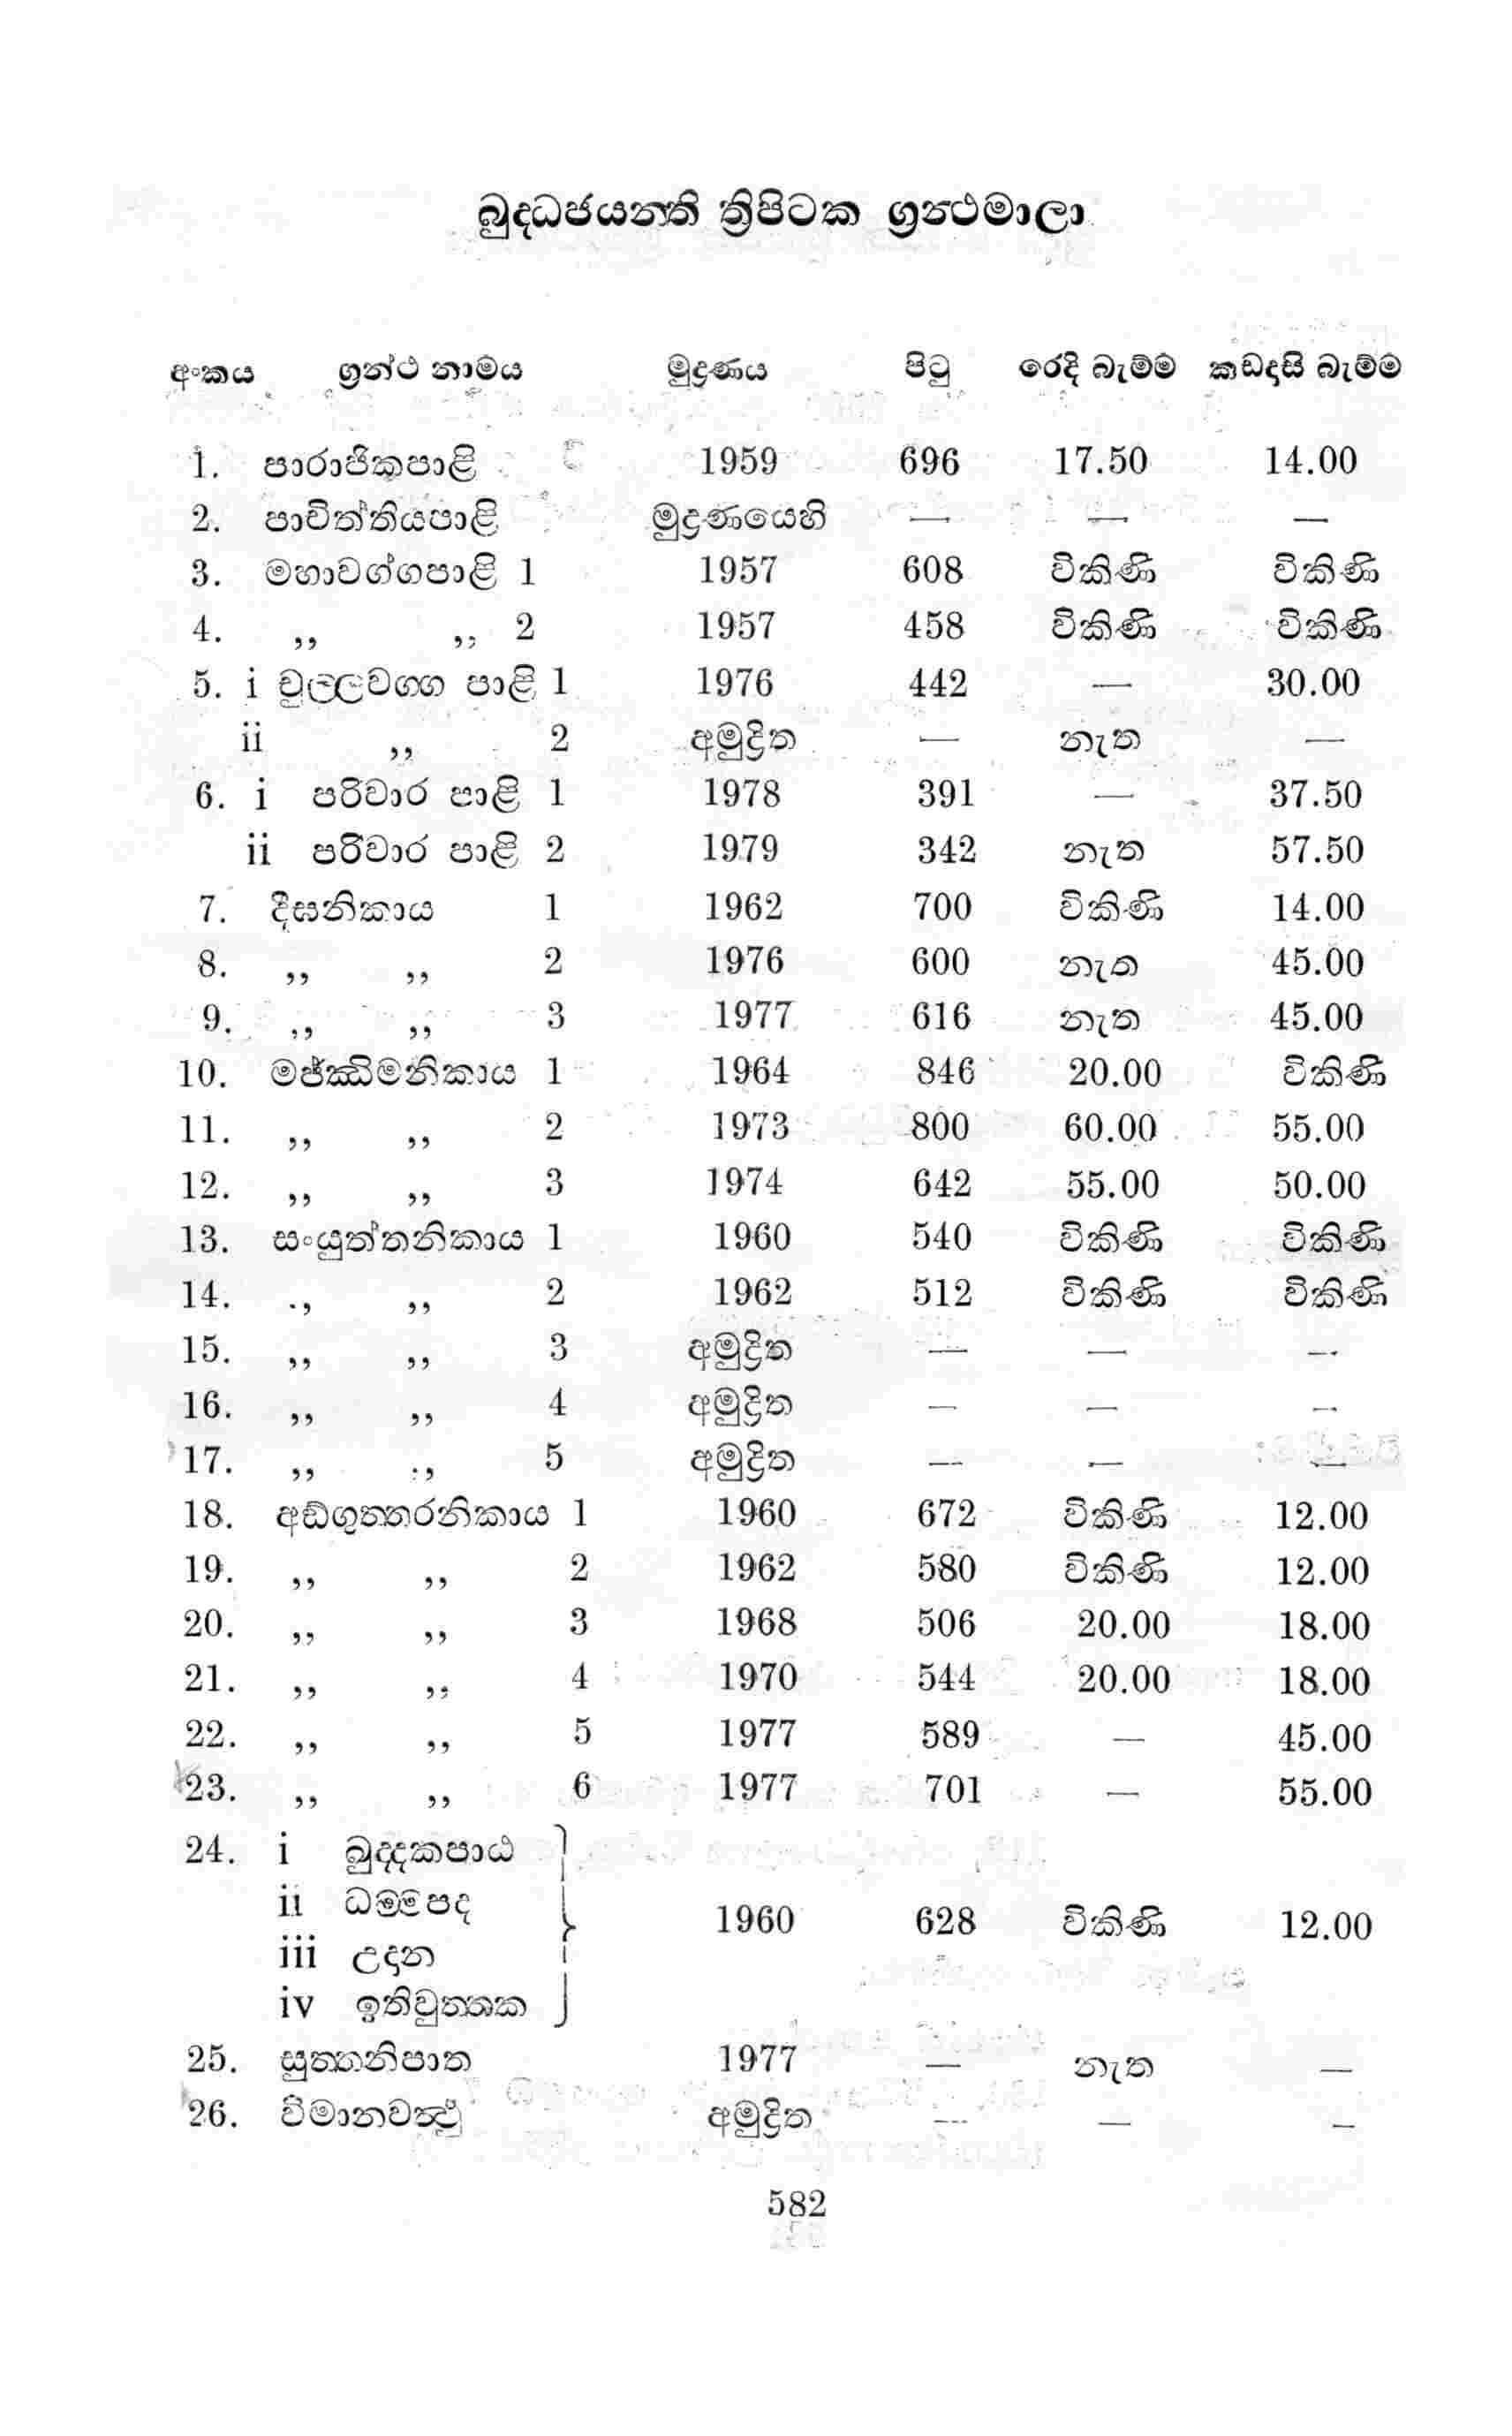 බුද්ධජයන්ති ත්‍රිපිටක ග්‍රන්ථමාලා
අංකය ග්‍රන්ථ නාමය මුද්‍රණය පිටු රෙදි බැම්ම කඩදාසි බැම්ම
1. පාරාජිකපාළි 1959 696 17.50 14.00
2. පාචිත්තියපාළි මුද්‍රණයෙහි — — —
3. මහාවග්ගපාළි 1 1957 608 විකිණි විකිණි
4. ,, ,, 2 1957 458 විකිණි විකිණි
5. i චුල්ලවග්ග පාළි 1 1976 442 — 30.00
ii ,, 2 අමුද්‍රිත — නැත —
6. i පරිවාර පාළි 1 1978 391 — 37.50
ii පරිවාර පාළි 2 1979 342 නැත 57.50
7. දීඝනිකාය 1 1962 700 විකිණි 14.00
8. ,, ,, 2 1976 600 නැත 45.00
9. ,, ,, 3 1977 616 නැත 45.00
10. මජ්ඣිමනිකාය 1 1964 846 20.00 විකිණි
11. ,, ,, 2 1973 800 60.00 55.00
12. ,, ,, 3 1974 642 55.00 50.00
13. සංයුත්තනිකාය 1 1960 540 විකිණි විකිණි
14. ,, ,, 2 1962 512 විකිණි විකිණි
15. ,, ,, 3 අමුද්‍රිත — — —
16. ,, ,, 4 අමුද්‍රිත — — —
17. ,, ,, 5 අමුද්‍රිත — — —
18. අඞ්ගුත්තරනිකාය 1 1960 672 විකිණි 12.00
19. ,, ,, 2 1962 580 විකිණි 12.00
20. ,, ,, 3 1968 506 20.00 18.00
21. ,, ,, 4 1970 544 20.00 18.00
22. ,, ,, 5 1977 589 — 45.00
23. ,, ,, 6 1977 701 — 55.00
24. i ඛුද්දකපාඨ
ii ධම්මපද
1960 628 විකිණි 12.00
iii උදාන
iv ඉතිවුත්තක
25. සුත්තනිපාත 1977 — නැත —
26. විමානවත්‍ථු අමුද්‍රිත — — —
582